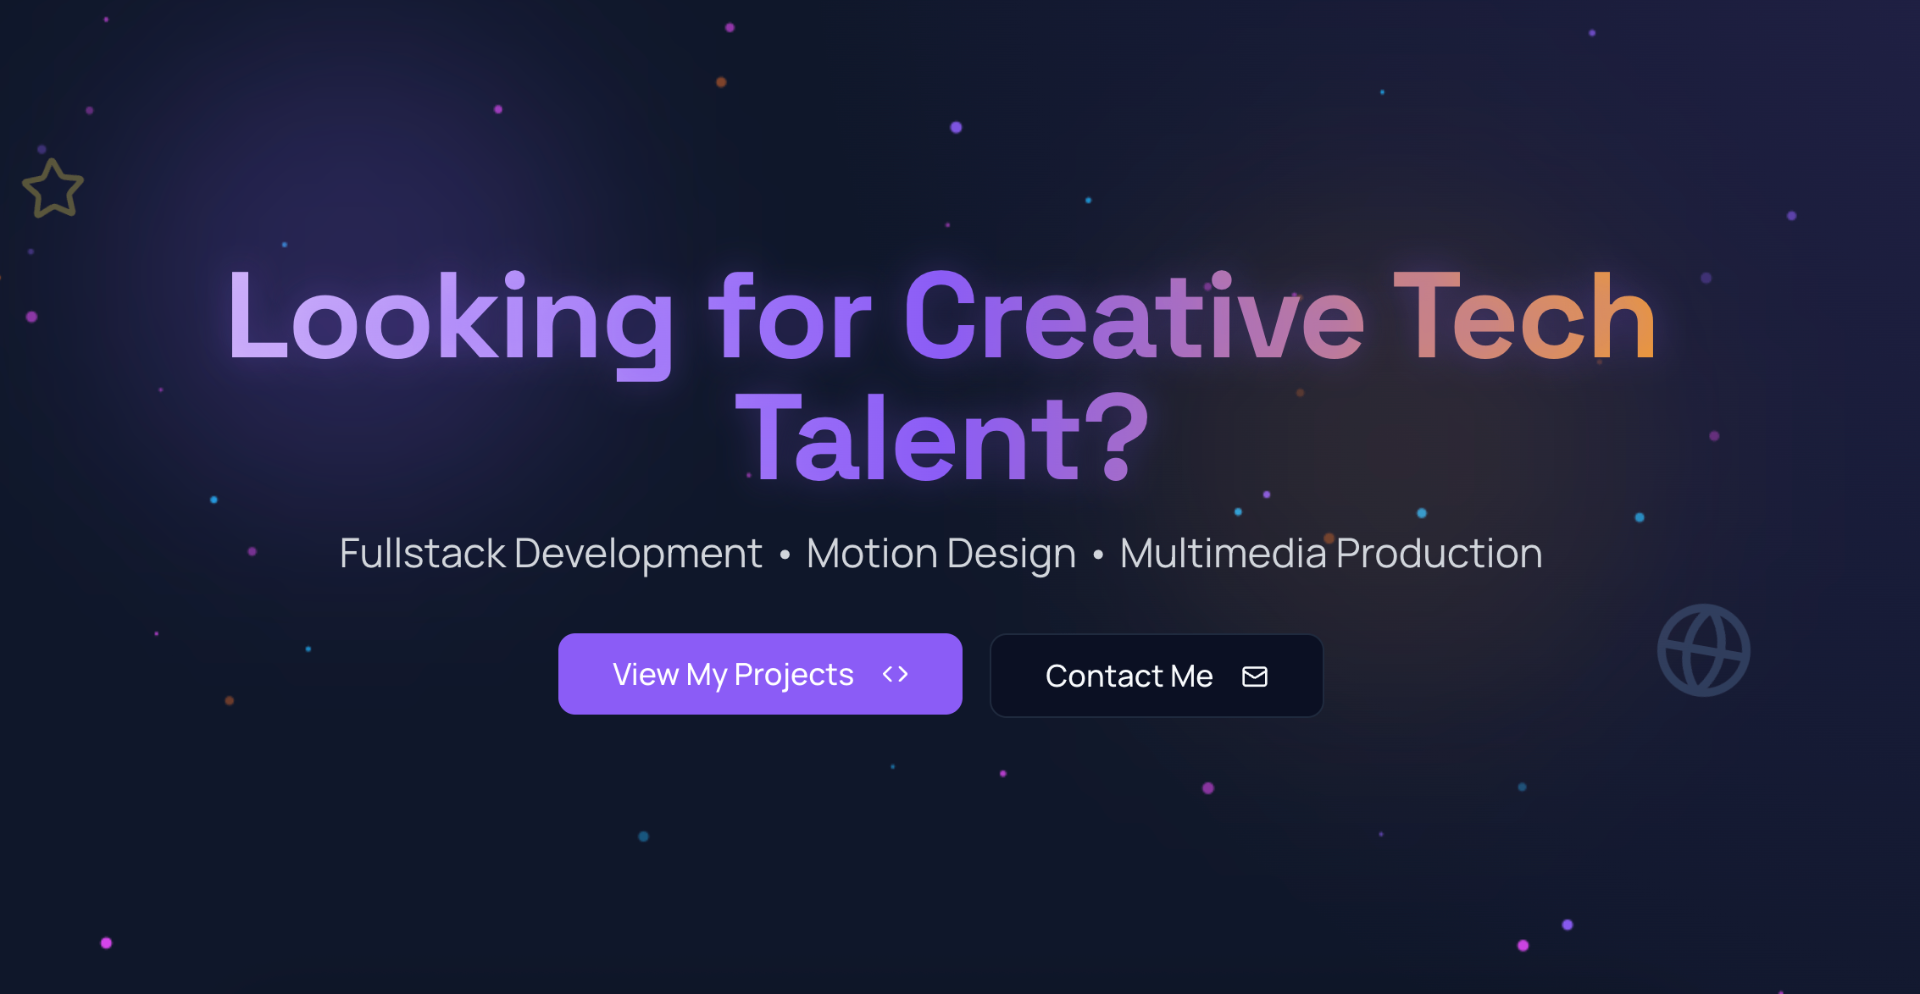 Looking for Creative Tech
Talent?
Fullstack Development • Motion Design • Multimedia Production
View My Projects
Contact Me